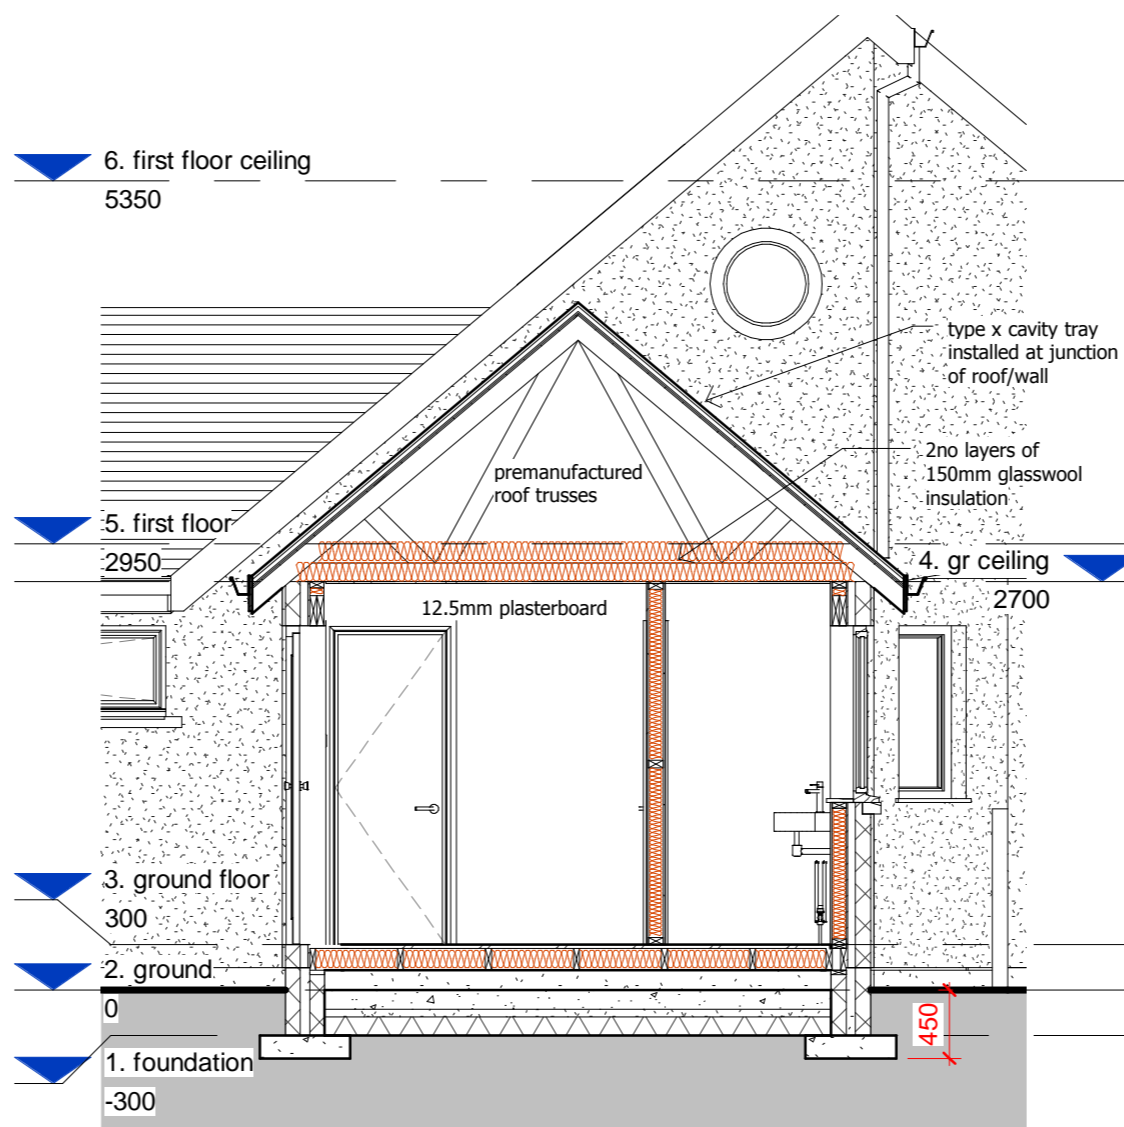 6. first floor ceiling
5350
type x cavity tray
installed at junction
of roof/wall
2no layers of
150mm glasswool
insulation
premanufactured
roof trusses
5. first floor
2950
4. gr ceiling
2700
12.5mm plasterboard
3. ground floor
300
2. ground
0
450
1. foundation
-300